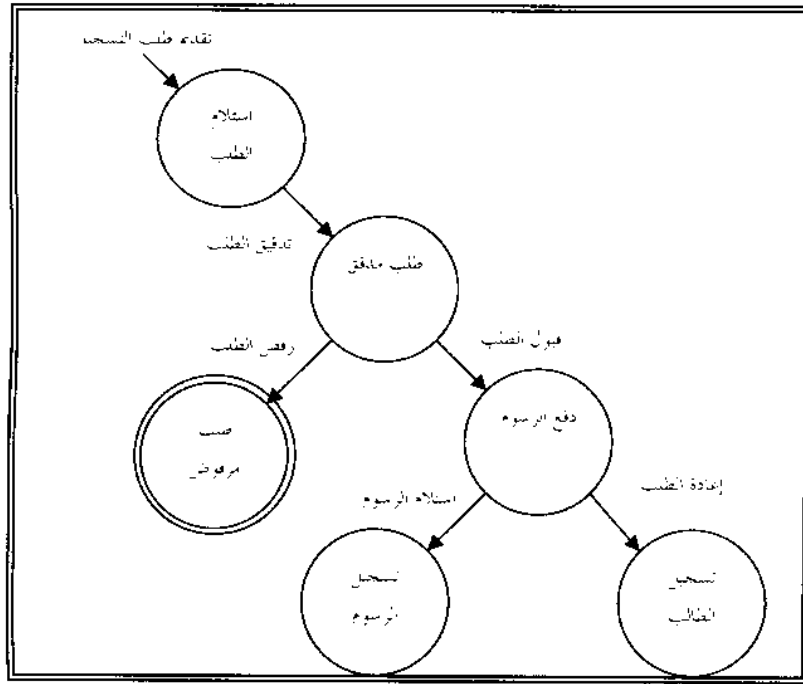 تقديم طلب التسجيل
استلام
الطلب
تدقيق الطلب
طلب مدقق
رفض الطلب
قبول الطلب
طلب
مرفوض
دفع الرسوم
استلام الرسوم
إعادة الطلب
تسجيل
الرسوم
تسجيل
الطالب